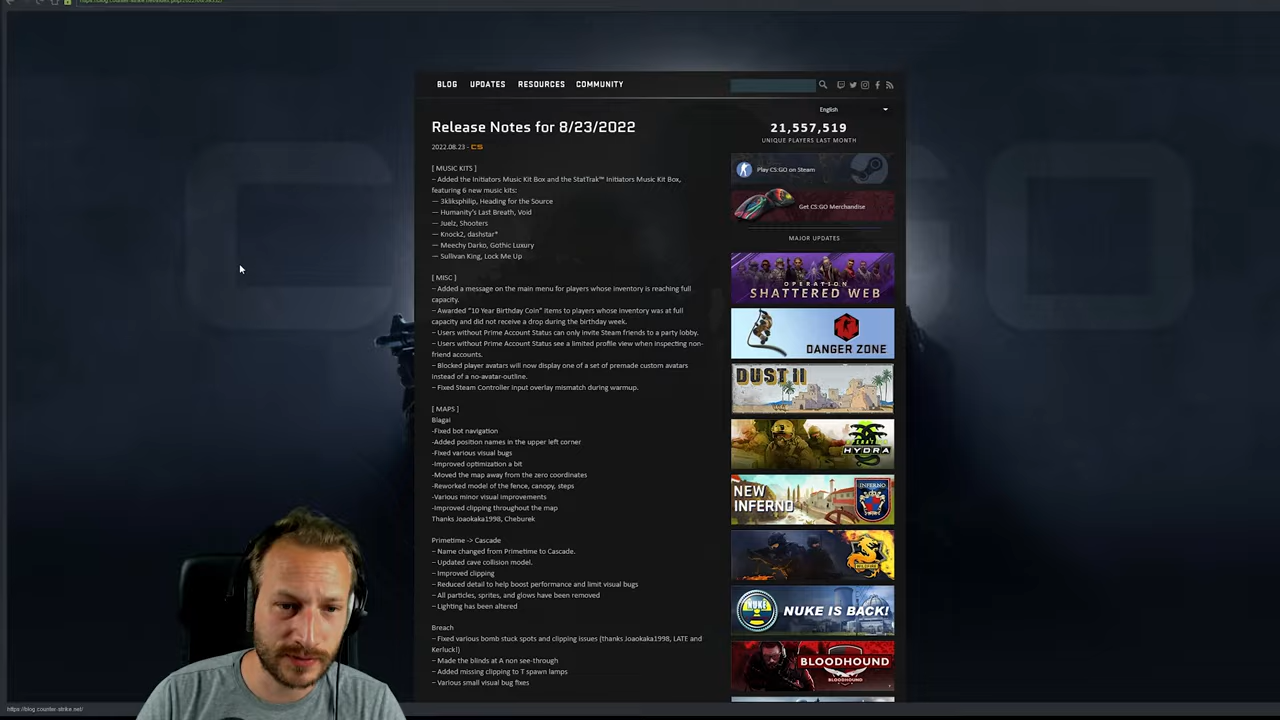 BLOG UPDATES RESOURCES COMMUNITY
English
Release Notes for 8/23/2022
2022.08.23 - CS
[ MUSIC KITS ]
– Added the Initiators Music Kit Box and the StatTrak™ Initiators Music Kit Box,
featuring 6 new music kits:
— 3kliksphilip, Heading for the Source
— Humanity's Last Breath, Void
— Juelz, Shooters
— Knock2, dashstar*
— Meechy Darko, Gothic Luxury
— Sullivan King, Lock Me Up
[ MISC ]
– Added a message on the main menu for players whose inventory is reaching full
capacity.
– Awarded "10 Year Birthday Coin" items to players whose inventory was at full
capacity and did not receive a drop during the birthday week.
– Users without Prime Account Status can only invite Steam friends to a party lobby.
– Users without Prime Account Status see a limited profile view when inspecting non-
friend accounts.
– Blocked player avatars will now display one of a set of premade custom avatars
instead of a no-avatar-outline.
– Fixed Steam Controller input overlay mismatch during warmup.
[ MAPS ]
Blagai
-Fixed bot navigation
-Added position names in the upper left corner
-Fixed various visual bugs
-Improved optimization a bit
-Moved the map away from the zero coordinates
-Reworked model of the fence, canopy, steps
-Various minor visual improvements
-Improved clipping throughout the map
Thanks Joaokaka1998, Cheburek
Primetime -> Cascade
– Name changed from Primetime to Cascade.
– Updated cave collision model.
– Improved clipping
– Reduced detail to help boost performance and limit visual bugs
– All particles, sprites, and glows have been removed
– Lighting has been altered
Breach
– Fixed various bomb stuck spots and clipping issues (thanks Joaokaka1998, LATE and
Kerluck!)
– Made the blinds at A non see-through
– Added missing clipping to T spawn lamps
– Various small visual bug fixes
21,557,519
UNIQUE PLAYERS LAST MONTH
Play CS:GO on Steam
Get CS:GO Merchandise
MAJOR UPDATES
OPERATION
SHATTERED WEB
DANGER ZONE
DUST II
HYDRA
NEW
INFERNO
INFERNO
WILDFIRE
NUKE IS BACK!
BLOODHOUND
BLOODHOUND
https://blog.counter-strike.net/